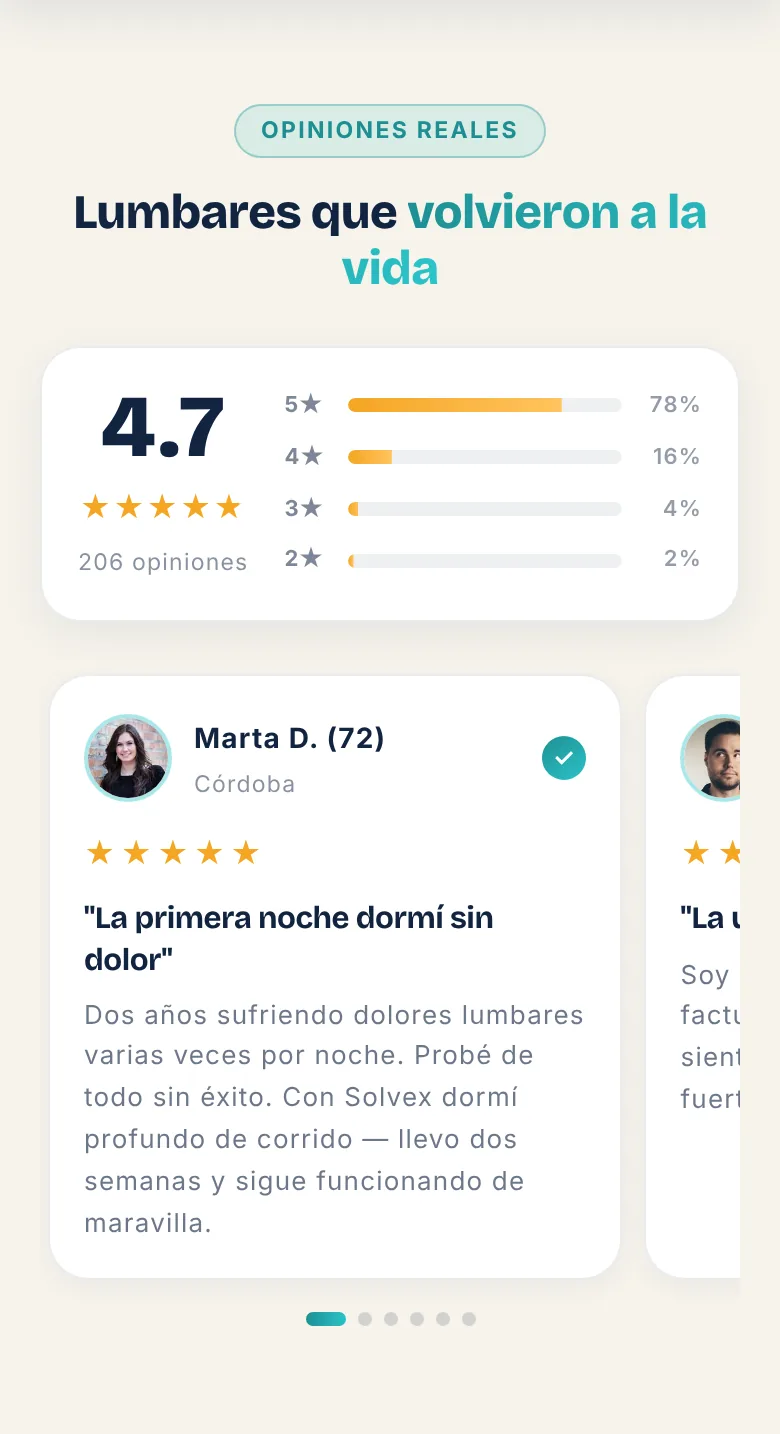 OPINIONES REALES
Lumbares que volvieron a la
vida
4.7
★★★★★
206 opiniones
5★ 78%
4★ 16%
3★ 4%
2★ 2%
Marta D. (72)
Córdoba
★★★★★
"La primera noche dormí sin
dolor"
Dos años sufriendo dolores lumbares
varias veces por noche. Probé de
todo sin éxito. Con Solvex dormí
profundo de corrido — llevo dos
semanas y sigue funcionando de
maravilla.
★★
"La
Soy